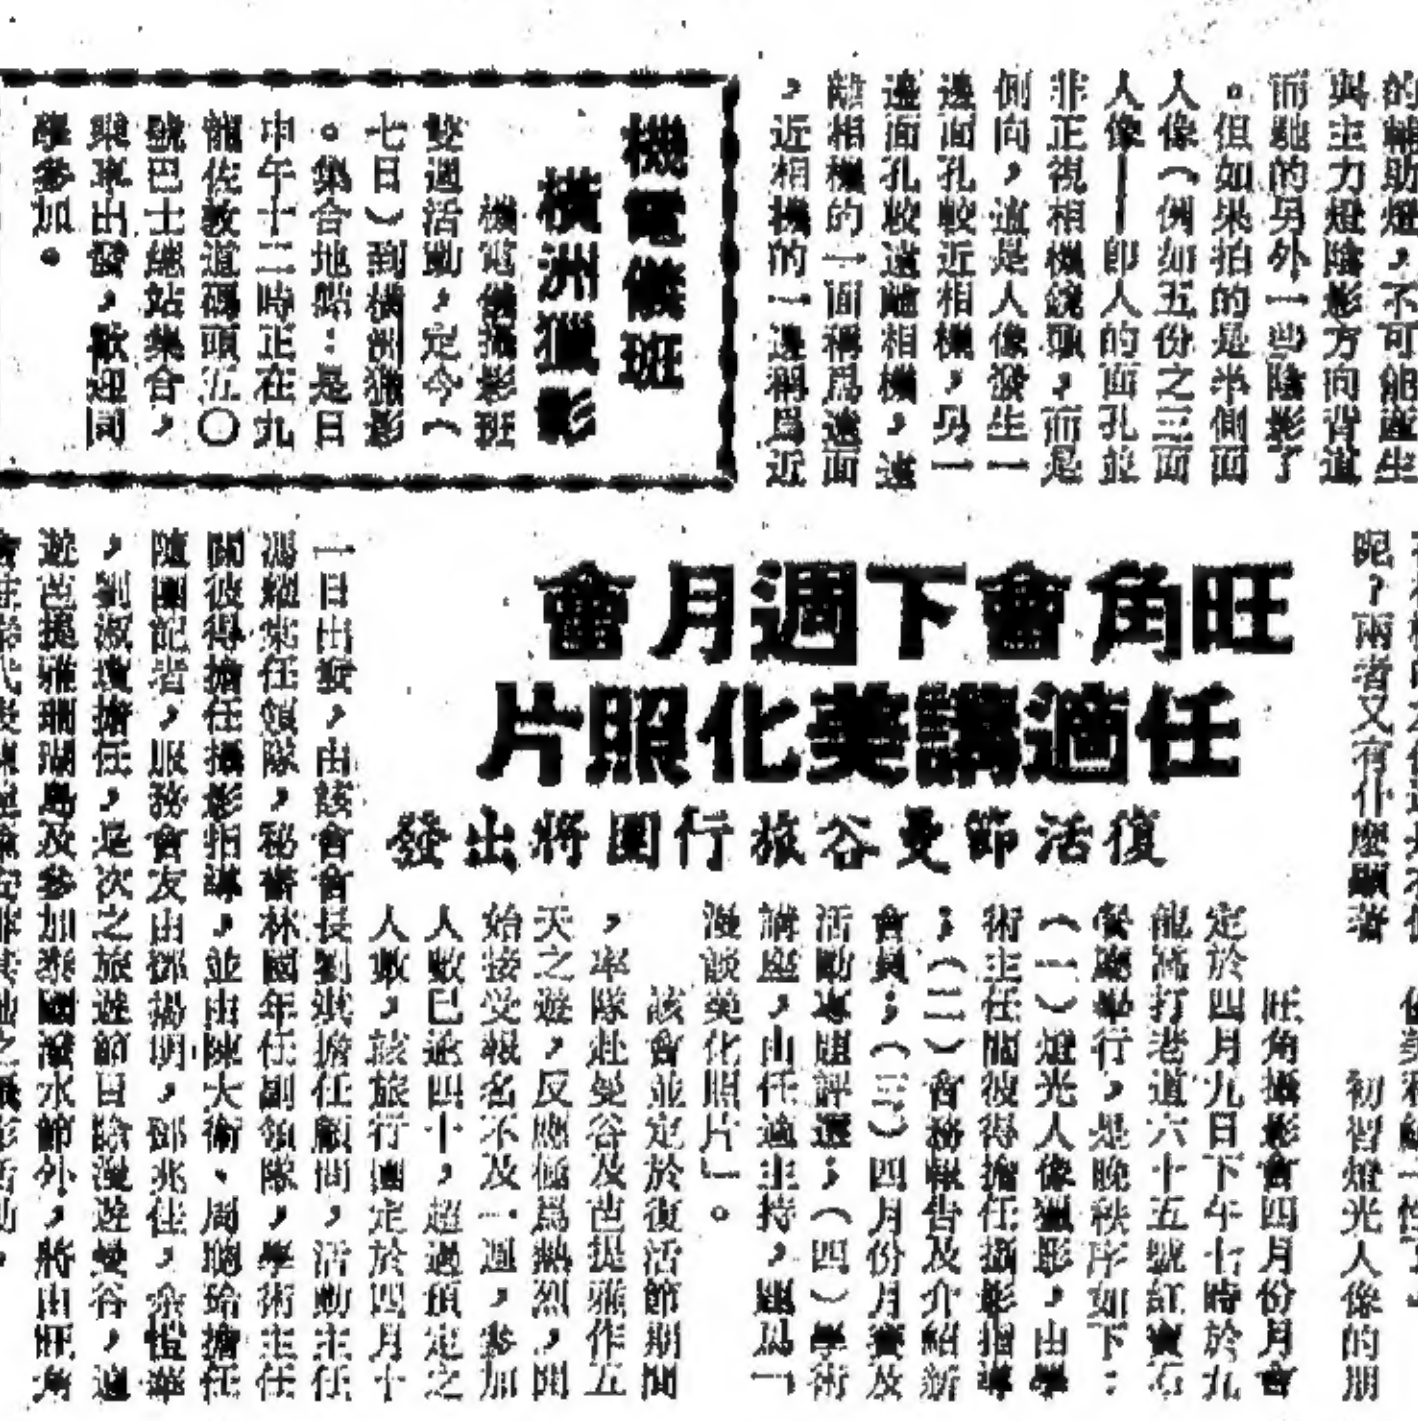 的輔助燈，不可能產生
與主力燈陰影方向背道
而馳的另外一些陰影了
。但如果拍的是半側面
人像（例如五份之三面
人像——即人的面孔並
非正視相機鏡頭，而是
側向，這是人像發生一
邊面孔較近相機，另一
邊面孔較遠離相機，遠
離相機的一面稱爲遠面
，近相機的一邊稱爲近
機電儀班
橫洲獵影
機電儀攝影班
雙週活動，定今（
七日）到橫洲獵影
。集合地點：是日
中午十二時正在九
龍佐敦道碼頭五〇
號巴士總站集合，
乘車出發，歡迎同
學參加。
呢？兩者又有什麼顯著
初習燈光人像的朋
旺角會下週月會
任適講美化照片
復活節曼谷旅行團將出發
旺角攝影會四月份月會
定於四月九日下午七時於九
龍高打老道六十五號紅寶石
餐廳舉行，是晚秩序如下：
（一）燈光人像獵影，由學
術主任關彼得擔任攝影指導
；（二）會務報告及介紹新
會員；（三）四月份月賽及
活動專題評選；（四）學術
講座，由任適主持，題爲「
漫談美化照片」。
該會並定於復活節期間
，率隊赴曼谷及芭提雅作五
天之遊，反應極爲熱烈，開
始接受報名不及一週，參加
人數已逾四十，超過預定之
人數，該旅行團定於四月十
一日出發，由該會會長劉淇擔任顧問，活動主任
馮耀棠任領隊，秘書林國年任副領隊，學術主任
關彼得擔任攝影指導，並由陳大衛、周聰玲擔任
隨團記者，服務會友由孫揚明，鄧兆佳，余
，劉淑瓊擔任，是次之旅遊節目除漫遊曼谷，
遊芭提雅珊瑚島及參加泰國潑水節外，將由旺角